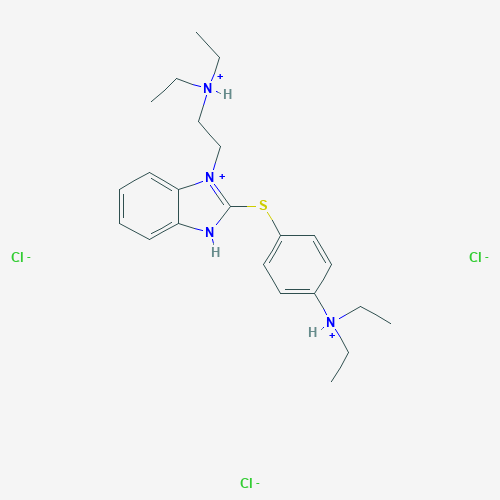 +
N H
N +
S
Cl - Cl -
N
H
N
H +
Cl -